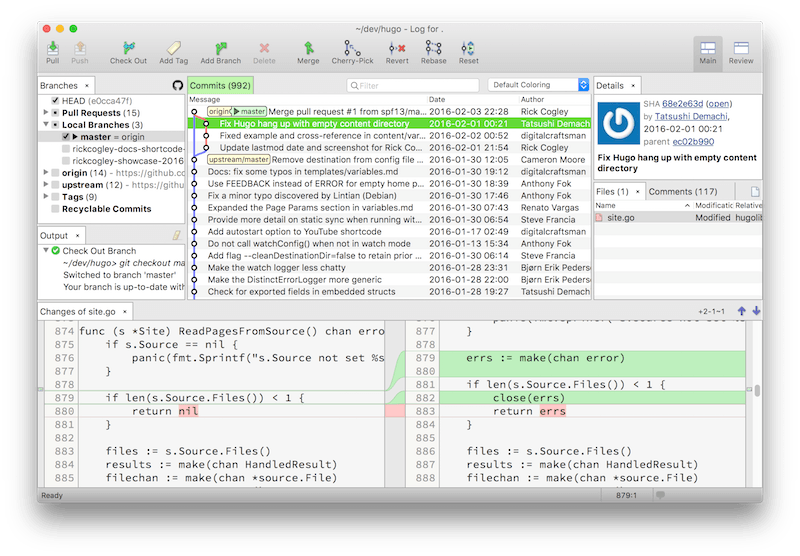 ~/dev/hugo - Log for .
Pull Push Check Out Add Tag Add Branch Delete Merge Cherry-Pick Revert Rebase Reset Main Review
Branches ×
HEAD (e0cca47f)
Pull Requests (15)
Local Branches (3)
master = origin
rickcogley-docs-shortcode-
rickcogley-showcase-2016
origin (14) - https://github.co
upstream (12) - https://githu
Tags (9)
Recyclable Commits
Output ×
Check Out Branch
~/dev/hugo> git checkout ma
Switched to branch 'master'
Your branch is up-to-date with
Commits (992)
Filter
Default Coloring
Message Date Author
origin master Merge pull request #1 from spf13/ma... 2016-02-03 22:28 Rick Cogley
Fix Hugo hang up with empty content directory 2016-02-01 00:21 Tatsushi Demach
Fixed example and cross-reference in content/var... 2016-02-02 00:52 digitalcraftsman
Update lastmod date and screenshot for Rick Co... 2016-02-01 21:54 Rick Cogley
upstream/master Remove destination from config file ... 2016-01-30 12:05 Cameron Moore
Docs: fix some typos in templates/variables.md 2016-01-30 19:11 digitalcraftsman
Use FEEDBACK instead of ERROR for empty home p... 2016-01-30 18:39 Anthony Fok
Fix a minor typo discovered by Lintian (Debian) 2016-01-30 17:46 Anthony Fok
Expanded the Page Params section in variables.md 2016-01-30 07:43 Renato Vargas
Provide more detail on static sync when running wit... 2016-01-30 06:54 Steve Francia
Add autostart option to YouTube shortcode 2016-01-17 02:49 digitalcraftsman
Do not call watchConfig() when not in watch mode 2016-01-13 15:34 Anthony Fok
Add flag --cleanDestinationDir=false to retain prior ... 2016-01-30 06:14 Steve Francia
Make the watch logger less chatty 2016-01-28 23:31 Bjørn Erik Peders
Make the DistinctErrorLogger more generic 2016-01-28 22:00 Bjørn Erik Peders
Check for exported fields in embedded structs 2016-01-28 19:27 Tatsushi Demach
Details ×
SHA 68e2e63d (open)
by Tatsushi Demachi,
2016-02-01 00:21
parent ec02b990
Fix Hugo hang up with empty content
directory
Files (1) × Comments (117)
Name Modificatic Relative
site.go Modified hugolib
Changes of site.go ×
+2-1~1
874 func (s *Site) ReadPagesFromSource() chan erro
875 if s.Source == nil {
876 panic(fmt.Sprintf("s.Source not set %s
877 }
878
879 if len(s.Source.Files()) < 1 {
880 return nil
881 }
882
883 files := s.Source.Files()
884 results := make(chan HandledResult)
885 filechan := make(chan *source.File)
877 }
878
879 errs := make(chan error)
880
881 if len(s.Source.Files()) < 1 {
882 close(errs)
883 return errs
884 }
885
886 files := s.Source.Files()
887 results := make(chan HandledResult)
888 filechan := make(chan *source.File)
Ready
879:1